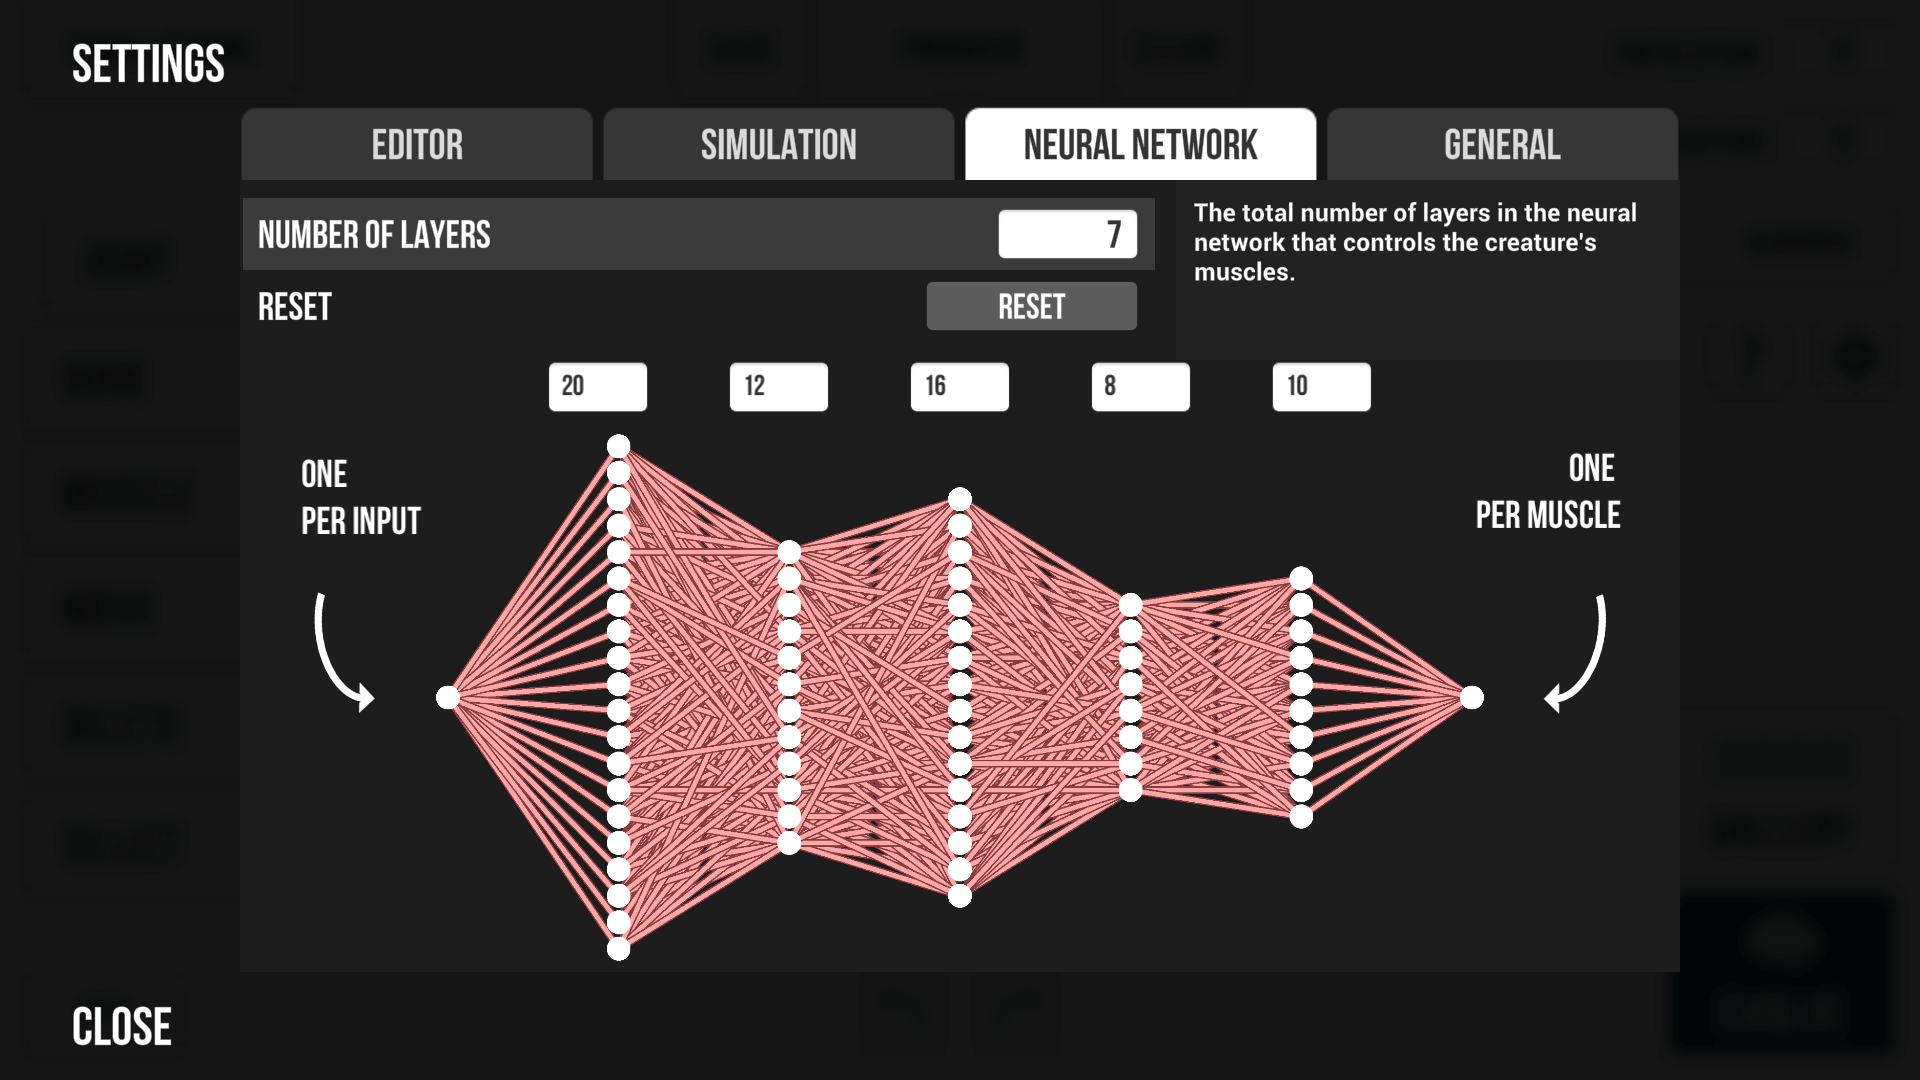 SETTINGS
EDITOR
SIMULATION
NEURAL NETWORK
GENERAL
NUMBER OF LAYERS
7
The total number of layers in the neural
network that controls the creature's
muscles.
RESET
RESET
20
12
16
8
10
ONE
PER INPUT
ONE
PER MUSCLE
CLOSE